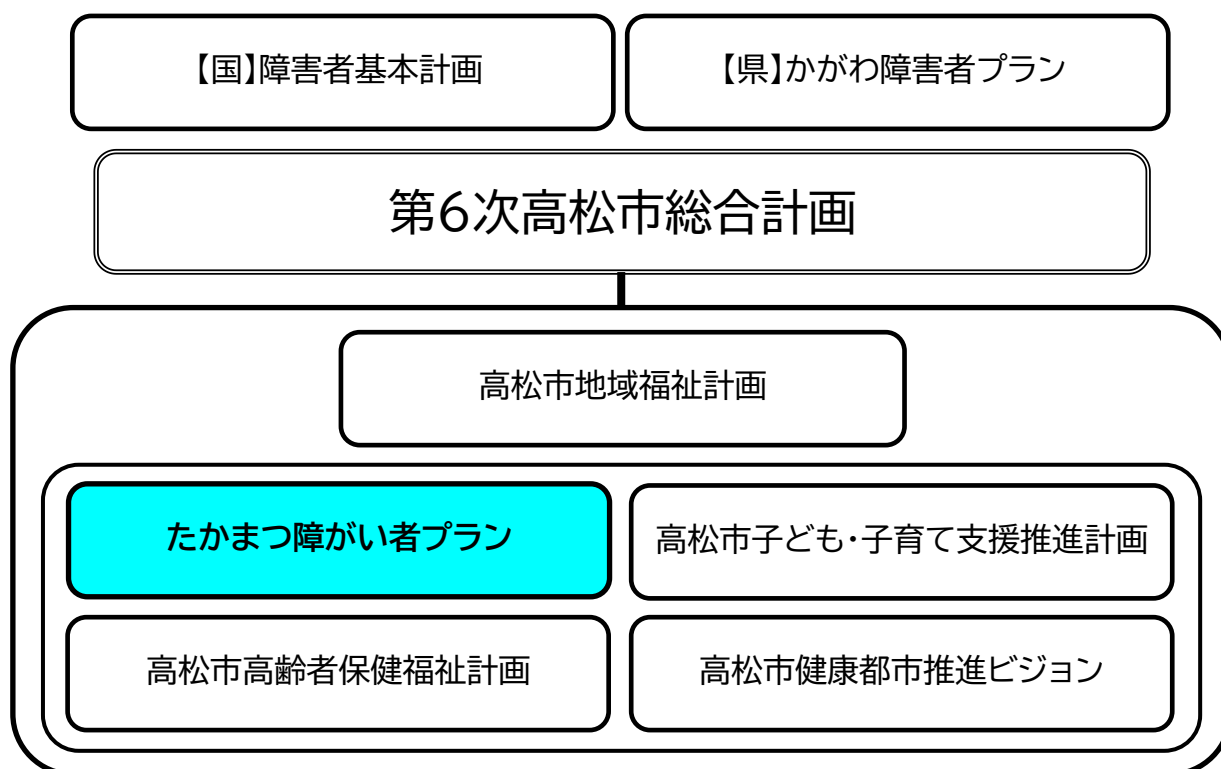 【国】障害者基本計画
【県】かがわ障害者プラン
第6次高松市総合計画
高松市地域福祉計画
たかまつ障がい者プラン
高松市子ども・子育て支援推進計画
高松市高齢者保健福祉計画
高松市健康都市推進ビジョン